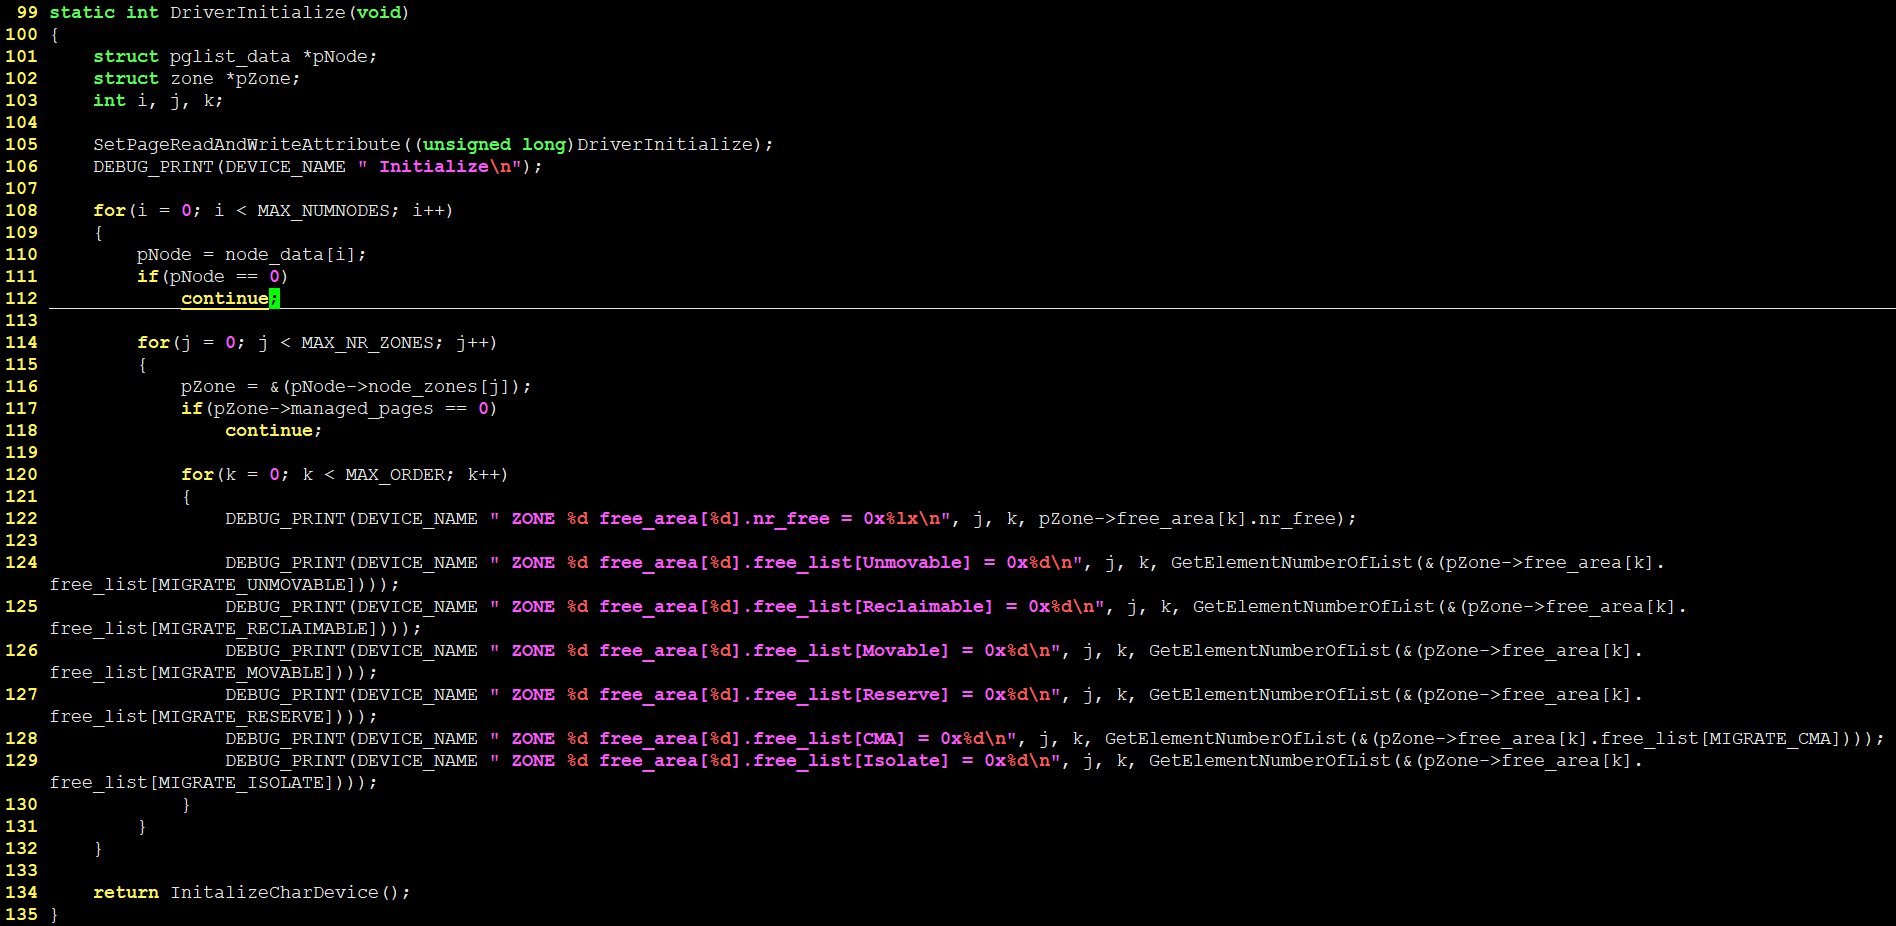 99 static int DriverInitialize(void)
100 {
101     struct pglist_data *pNode;
102     struct zone *pZone;
103     int i, j, k;
104
105     SetPageReadAndWriteAttribute((unsigned long)DriverInitialize);
106     DEBUG_PRINT(DEVICE_NAME " Initialize\n");
107
108     for(i = 0; i < MAX_NUMNODES; i++)
109     {
110         pNode = node_data[i];
111         if(pNode == 0)
112             continue;
113
114         for(j = 0; j < MAX_NR_ZONES; j++)
115         {
116             pZone = &(pNode->node_zones[j]);
117             if(pZone->managed_pages == 0)
118                 continue;
119
120             for(k = 0; k < MAX_ORDER; k++)
121             {
122                 DEBUG_PRINT(DEVICE_NAME " ZONE %d free_area[%d].nr_free = 0x%lx\n", j, k, pZone->free_area[k].nr_free);
123
124                 DEBUG_PRINT(DEVICE_NAME " ZONE %d free_area[%d].free_list[Unmovable] = 0x%d\n", j, k, GetElementNumberOfList(&(pZone->free_area[k].
free_list[MIGRATE_UNMOVABLE])));
125                 DEBUG_PRINT(DEVICE_NAME " ZONE %d free_area[%d].free_list[Reclaimable] = 0x%d\n", j, k, GetElementNumberOfList(&(pZone->free_area[k].
free_list[MIGRATE_RECLAIMABLE])));
126                 DEBUG_PRINT(DEVICE_NAME " ZONE %d free_area[%d].free_list[Movable] = 0x%d\n", j, k, GetElementNumberOfList(&(pZone->free_area[k].
free_list[MIGRATE_MOVABLE])));
127                 DEBUG_PRINT(DEVICE_NAME " ZONE %d free_area[%d].free_list[Reserve] = 0x%d\n", j, k, GetElementNumberOfList(&(pZone->free_area[k].
free_list[MIGRATE_RESERVE])));
128                 DEBUG_PRINT(DEVICE_NAME " ZONE %d free_area[%d].free_list[CMA] = 0x%d\n", j, k, GetElementNumberOfList(&(pZone->free_area[k].free_list[MIGRATE_CMA])));
129                 DEBUG_PRINT(DEVICE_NAME " ZONE %d free_area[%d].free_list[Isolate] = 0x%d\n", j, k, GetElementNumberOfList(&(pZone->free_area[k].
free_list[MIGRATE_ISOLATE])));
130             }
131         }
132     }
133
134     return InitalizeCharDevice();
135 }